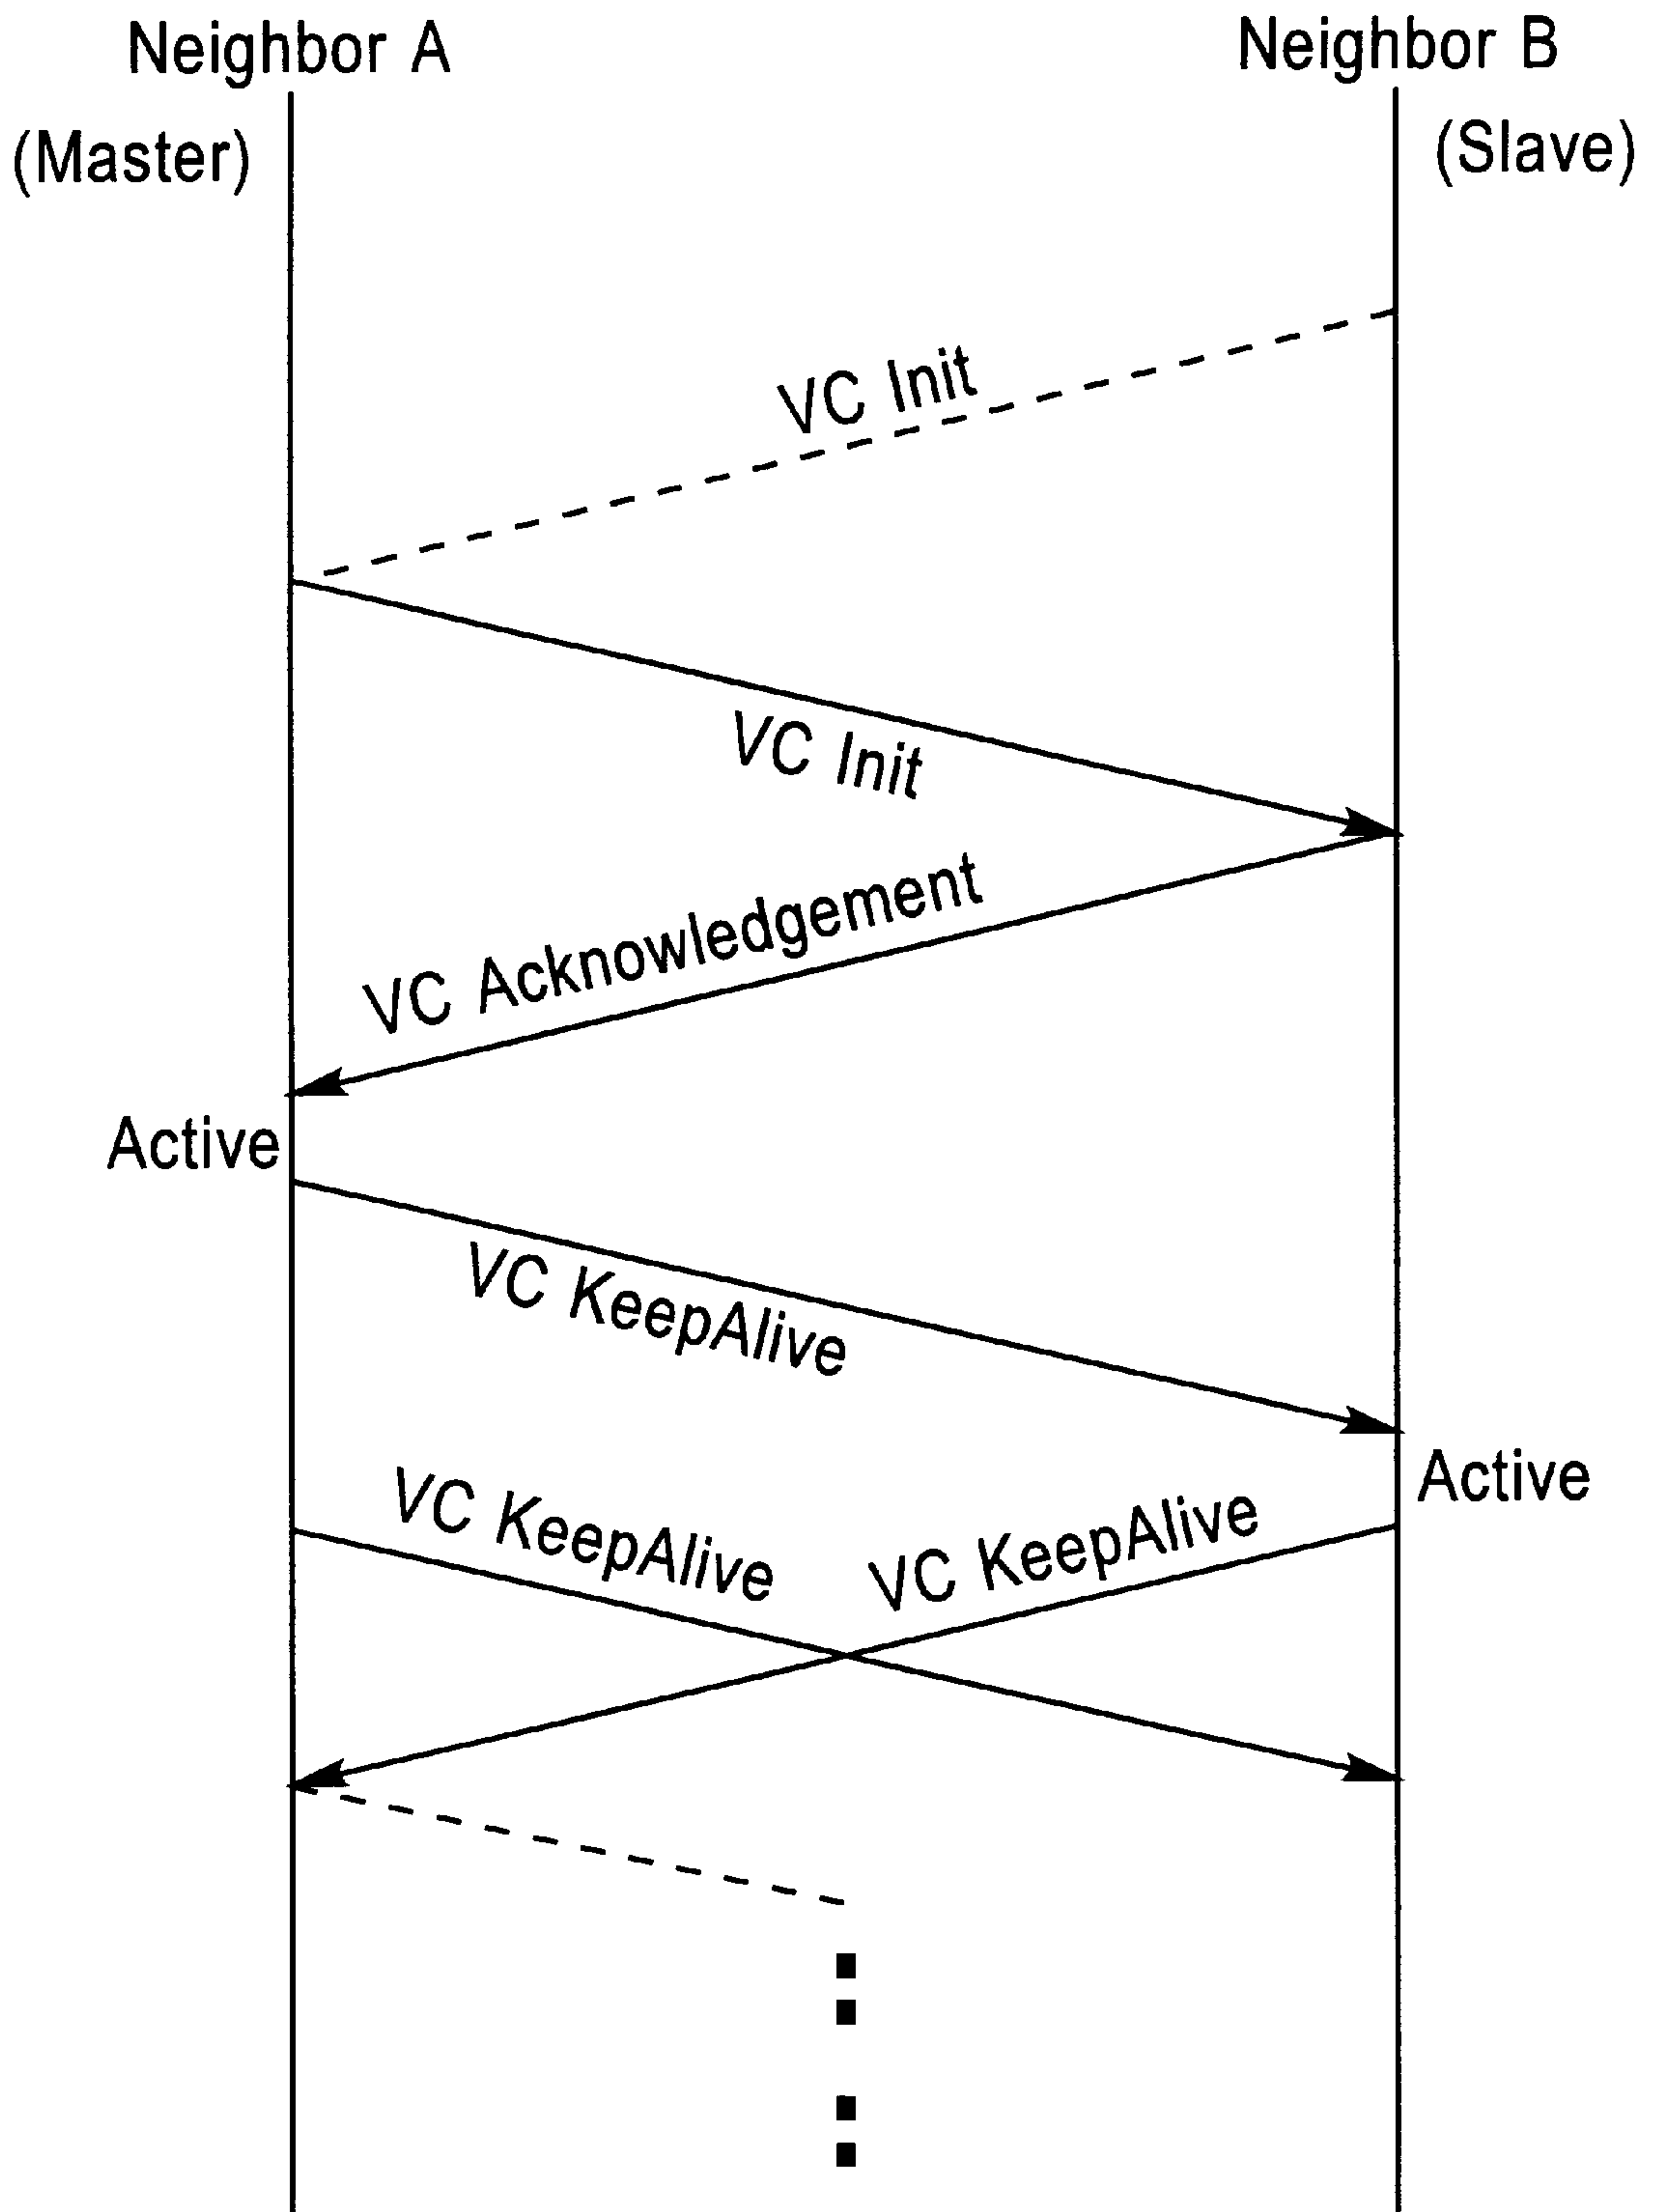 Neighbor A
Neighbor B
(Master)
(Slave)
VC Init
VC Init
VC Acknowledgement
Active
VC KeepAlive
Active
VC KeepAlive
VC KeepAlive